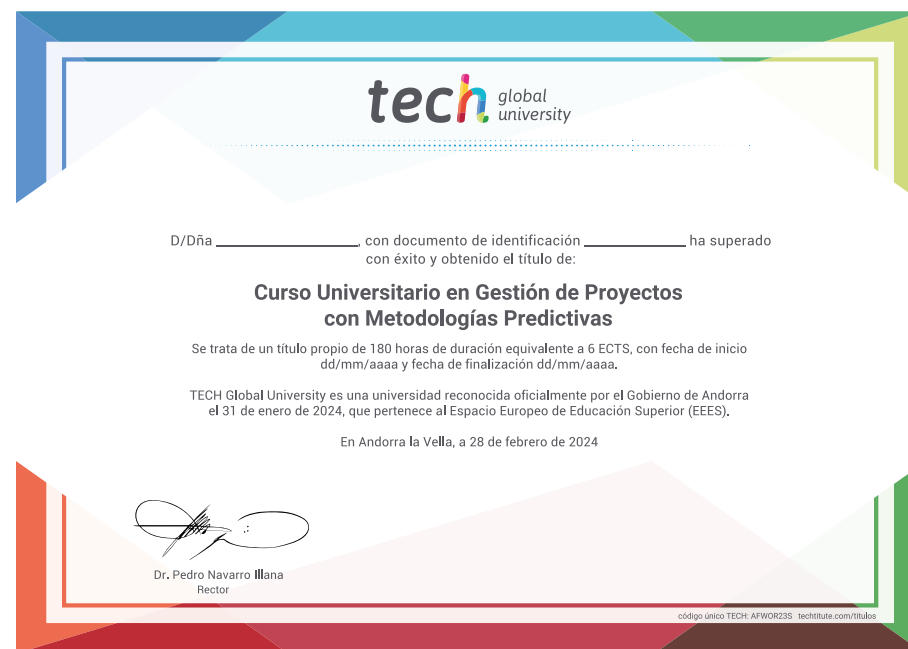 tech global university
D/Dña ____________________, con documento de identificación ______________ ha superado
con éxito y obtenido el título de:
Curso Universitario en Gestión de Proyectos
con Metodologías Predictivas
Se trata de un título propio de 180 horas de duración equivalente a 6 ECTS, con fecha de inicio
dd/mm/aaaa y fecha de finalización dd/mm/aaaa.
TECH Global University es una universidad reconocida oficialmente por el Gobierno de Andorra
el 31 de enero de 2024, que pertenece al Espacio Europeo de Educación Superior (EEES).
En Andorra la Vella, a 28 de febrero de 2024
Dr. Pedro Navarro Illana
Rector
código único TECH: AFWOR23S techtitute.com/titulos